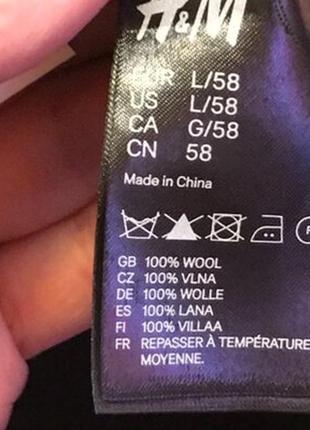 H&M
EUR L/58
US L/58
CA G/58
CN 58
Made in China
GB 100% WOOL
CZ 100% VLNA
DE 100% WOLLE
ES 100% LANA
FI 100% VILLAA
FR REPASSER À TEMPÉRATURE
MOYENNE.